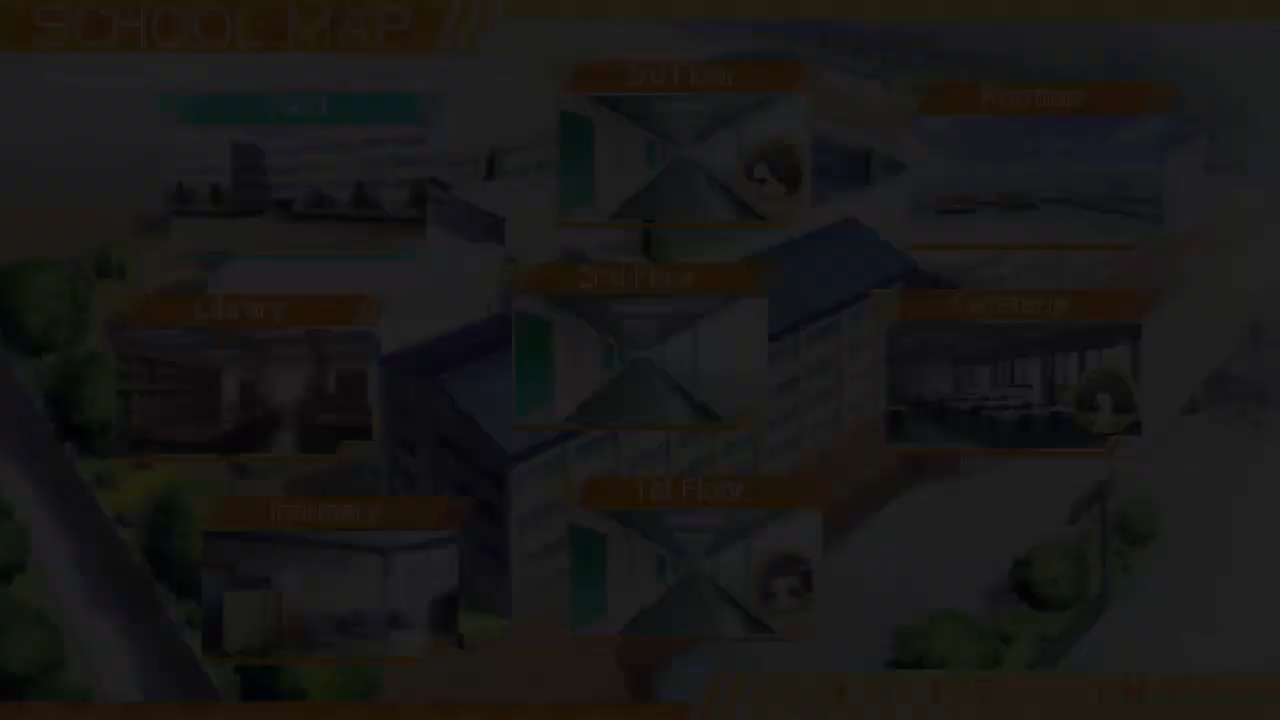 SCHOOL MAP
3rd Floor
Rooftop
Library
2nd Floor
Cafeteria
Infirmary
1st Floor